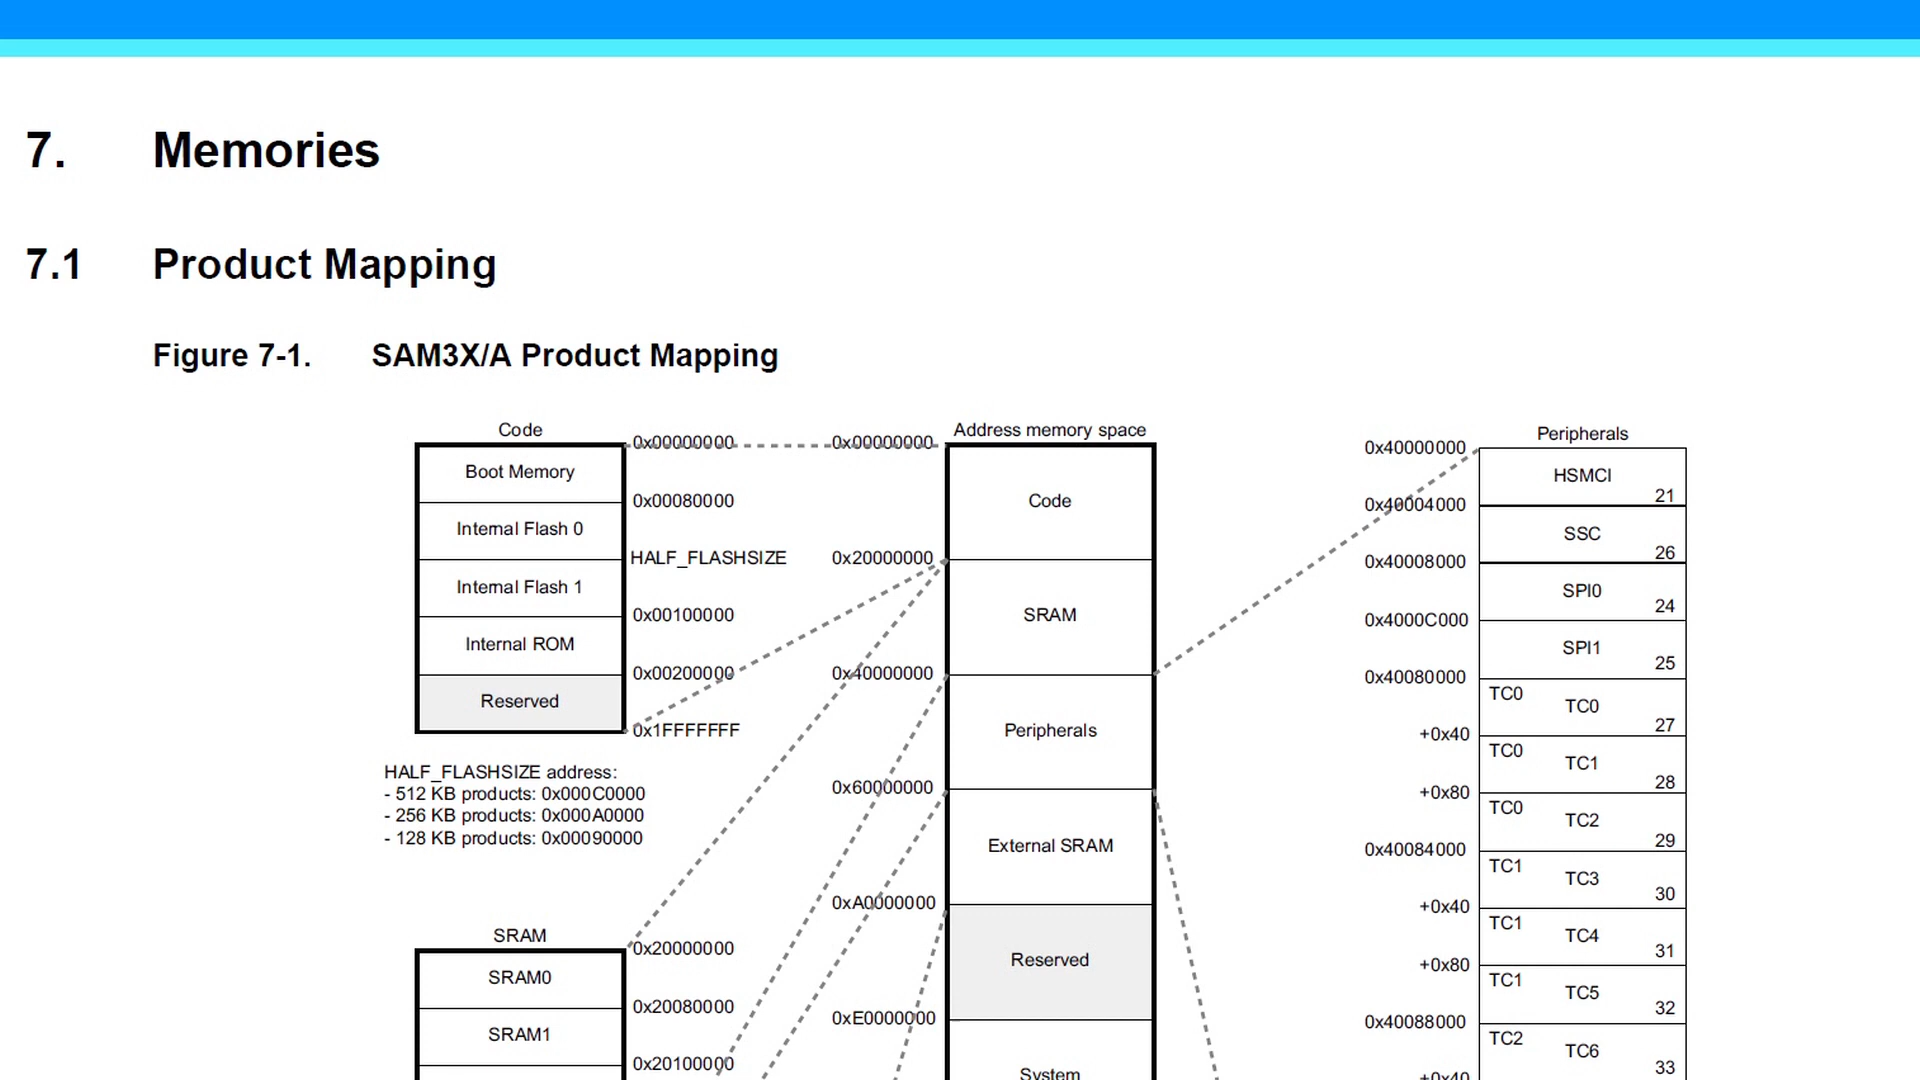 7. Memories
7.1 Product Mapping
Figure 7-1. SAM3X/A Product Mapping
Code
0x00000000
Boot Memory
0x00080000
Internal Flash 0
HALF_FLASHSIZE
Internal Flash 1
0x00100000
Internal ROM
0x00200000
Reserved
0x1FFFFFFF
HALF_FLASHSIZE address:
- 512 KB products: 0x000C0000
- 256 KB products: 0x000A0000
- 128 KB products: 0x00090000
SRAM
0x20000000
SRAM0
0x20080000
SRAM1
0x20100000
Address memory space
0x00000000
Code
0x20000000
SRAM
0x40000000
Peripherals
0x60000000
External SRAM
0xA0000000
Reserved
0xE0000000
System
Peripherals
0x40000000
HSMCI
21
0x40004000
SSC
26
0x40008000
SPI0
24
0x4000C000
SPI1
25
0x40080000
TC0 TC0
27
+0x40
TC0 TC1
28
+0x80
TC0 TC2
29
0x40084000
TC1 TC3
30
+0x40
TC1 TC4
31
+0x80
TC1 TC5
32
0x40088000
TC2 TC6
33
+0x40